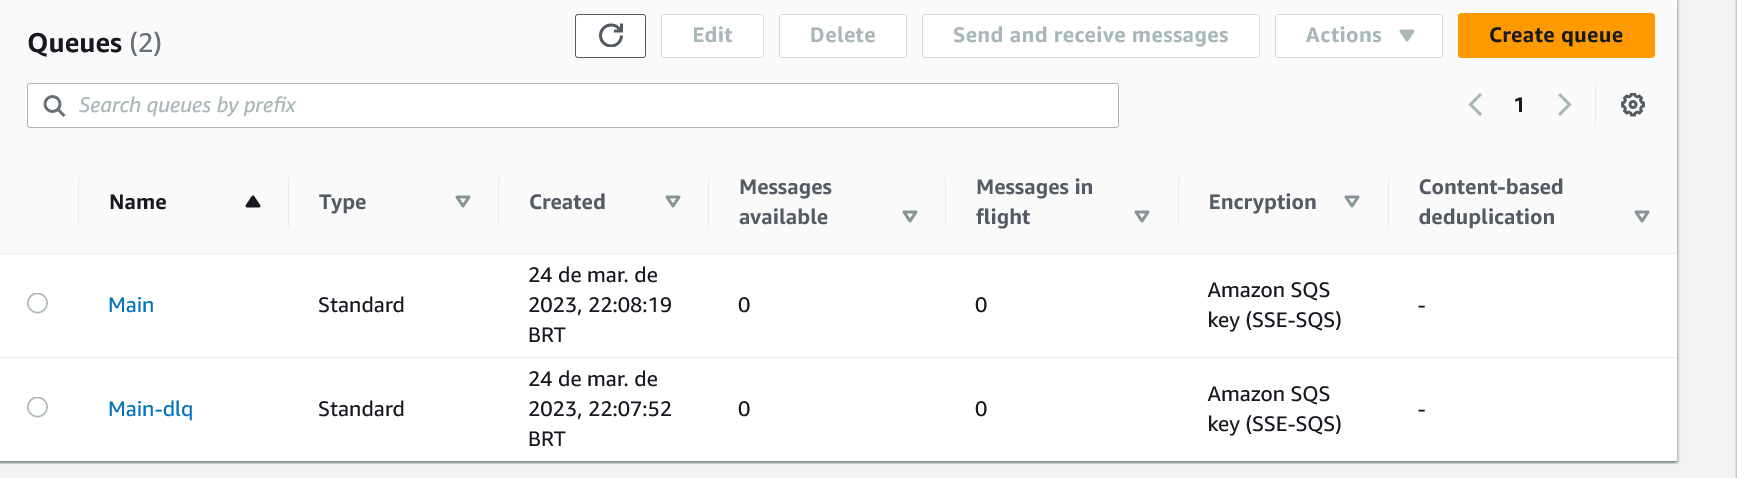 Queues (2)
Edit
Delete
Send and receive messages
Actions
Create queue
Search queues by prefix
1
Name
Type
Created
Messages
available
Messages in
flight
Encryption
Content-based
deduplication
Main
Standard
24 de mar. de
2023, 22:08:19
BRT
0
0
Amazon SQS
key (SSE-SQS)
-
Main-dlq
Standard
24 de mar. de
2023, 22:07:52
BRT
0
0
Amazon SQS
key (SSE-SQS)
-